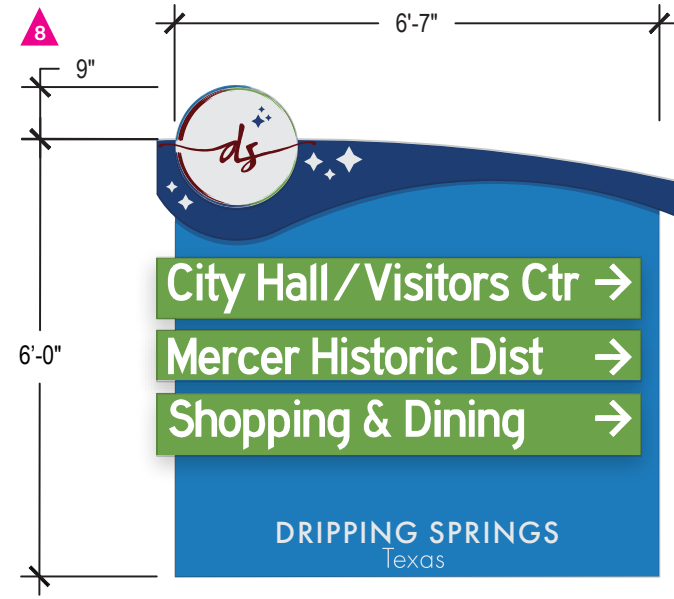 8
6'-7"
9"
ds
City Hall/Visitors Ctr →
6'-0"
Mercer Historic Dist →
Shopping & Dining →
DRIPPING SPRINGS
Texas